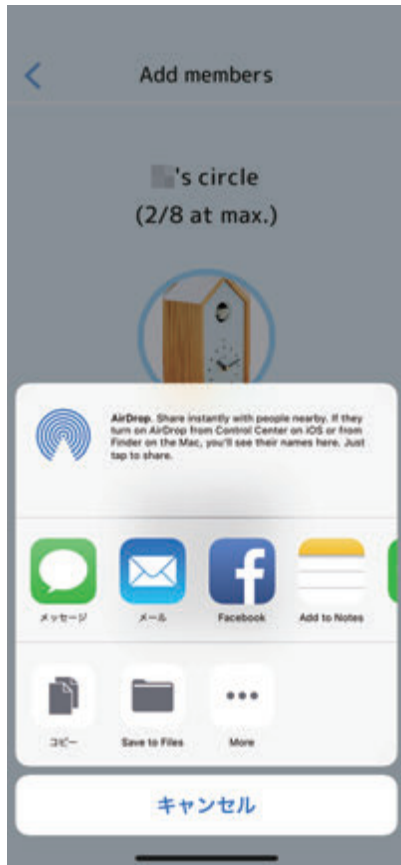 Add members
's circle
(2/8 at max.)
AirDrop. Share instantly with people nearby. If they
turn on AirDrop from Control Center on iOS or from
Finder on the Mac, you'll see their names here. Just
tap to share.
メッセージ
メール
Facebook
Add to Notes
コピー
Save to Files
More
キャンセル